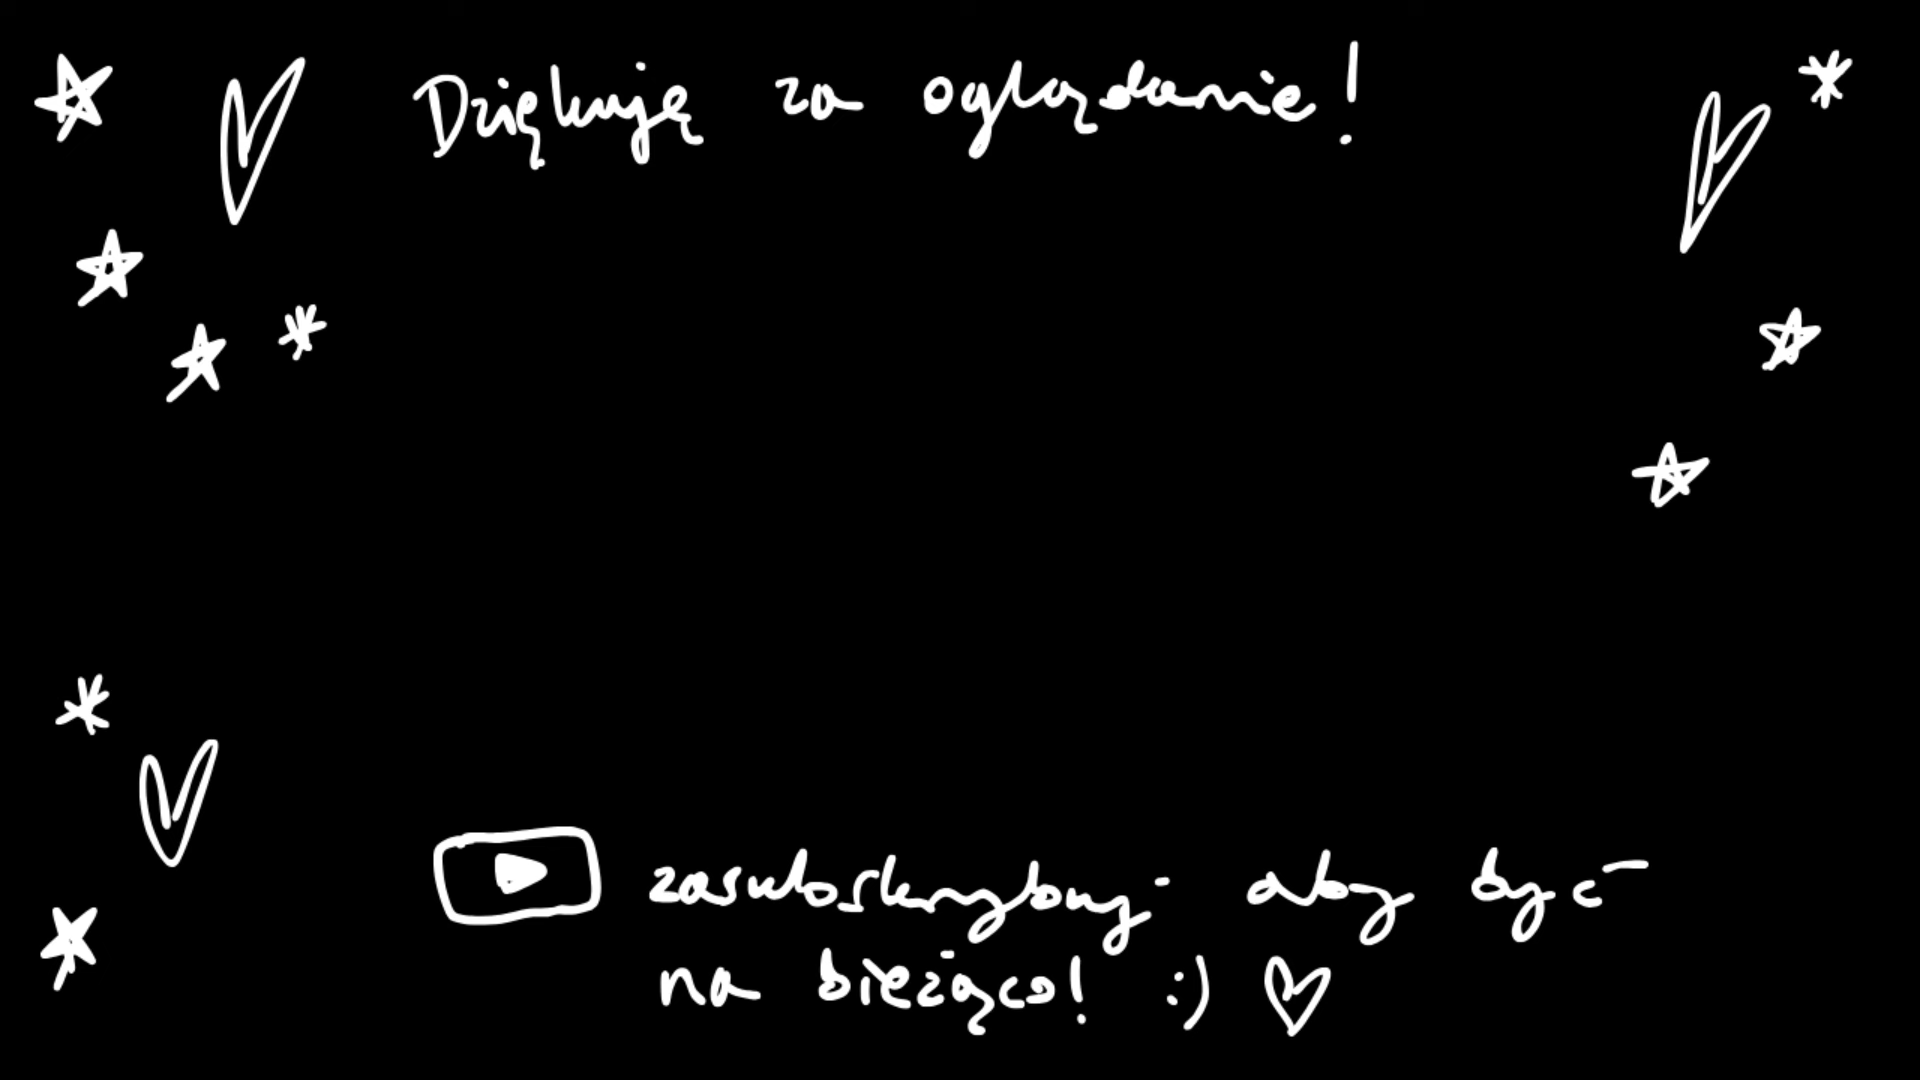 Dziękuję za oglądanie!
zasubskrybuj aby być
na bieżąco! :) ♡